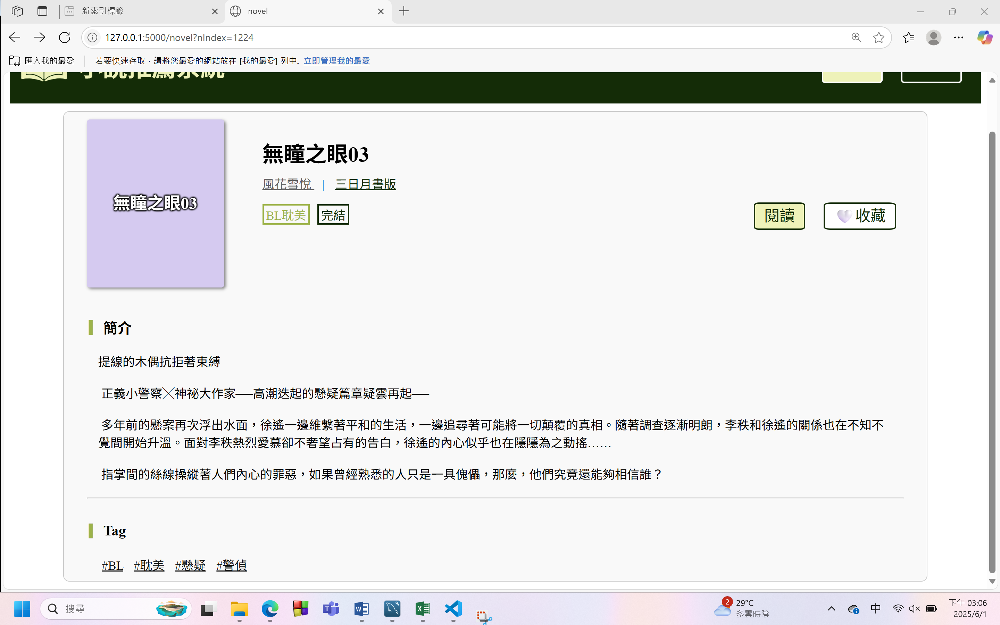 新索引標籤
novel
127.0.0.1:5000/novel?nIndex=1224
匯入我的最愛
若要快速存取，請將您最愛的網站放在 [我的最愛] 列中. 立即管理我的最愛
小說推薦系統
無瞳之眼03
無瞳之眼03
風花雪悅 | 三日月書版
BL耽美 完結
閱讀 收藏
簡介
提線的木偶抗拒著束縛
正義小警察╳神祕大作家──高潮迭起的懸疑篇章疑雲再起──
多年前的懸案再次浮出水面，徐遙一邊維繫著平和的生活，一邊追尋著可能將一切顛覆的真相。隨著調查逐漸明朗，李秩和徐遙的關係也在不知不
覺間開始升溫。面對李秩熱烈愛慕卻不奢望占有的告白，徐遙的內心似乎也在隱隱為之動搖……
指掌間的絲線操縱著人們內心的罪惡，如果曾經熟悉的人只是一具傀儡，那麼，他們究竟還能夠相信誰？
Tag
#BL #耽美 #懸疑 #警偵
搜尋
2
29°C
多雲時陰
中
下午 03:06
2025/6/1